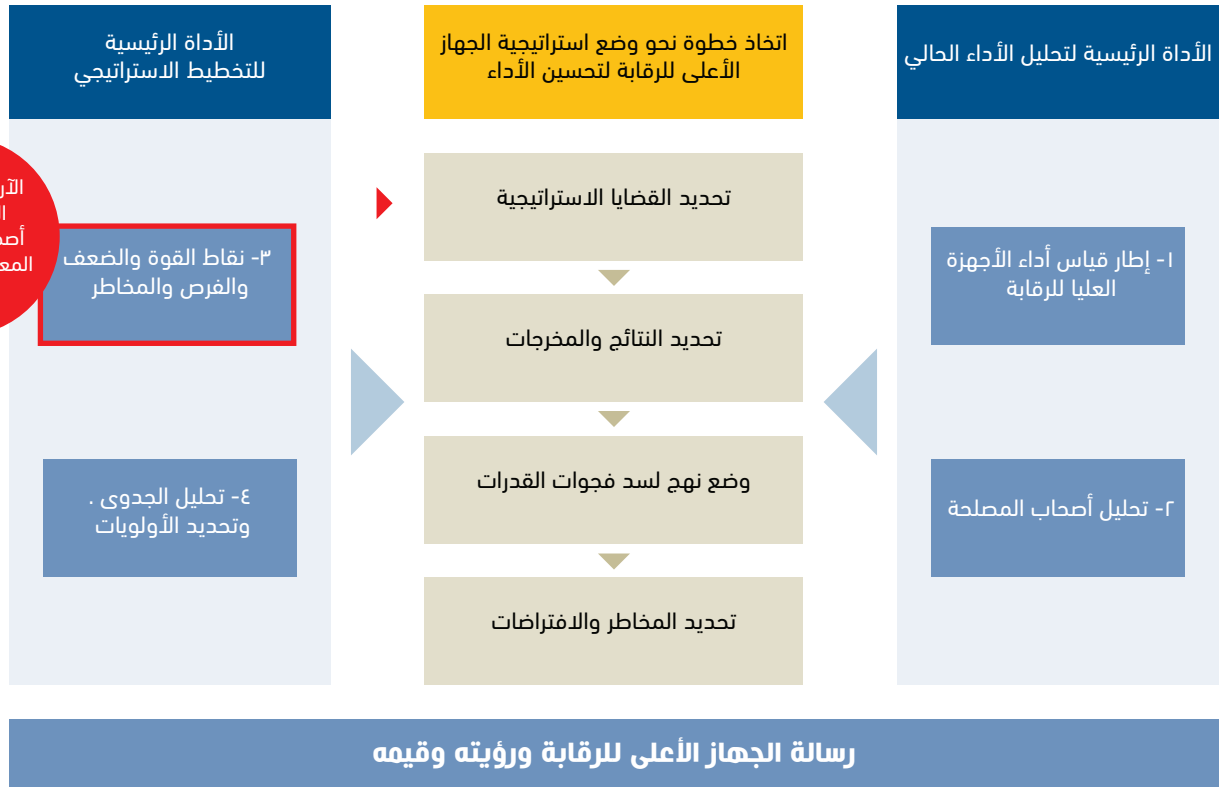 الأداة الرئيسية لتحليل الأداء الحالي
١- إطار قياس أداء الأجهزة
العليا للرقابة
٢- تحليل أصحاب المصلحة
اتخاذ خطوة نحو وضع استراتيجية الجهاز
الأعلى للرقابة لتحسين الأداء
تحديد القضايا الاستراتيجية
تحديد النتائج والمخرجات
وضع نهج لسد فجوات القدرات
تحديد المخاطر والافتراضات
الأداة الرئيسية
للتخطيط الاستراتيجي
٣- نقاط القوة والضعف
والفرص والمخاطر
٤- تحليل الجدوى .
وتحديد الأولويات
رسالة الجهاز الأعلى للرقابة ورؤيته وقيمه